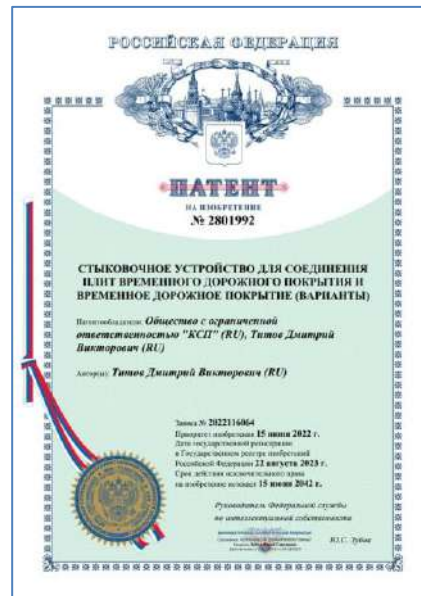 РОССИЙСКАЯ ФЕДЕРАЦИЯ
ПАТЕНТ
НА ИЗОБРЕТЕНИЕ
№ 2801992
СТЫКОВОЧНОЕ УСТРОЙСТВО ДЛЯ СОЕДИНЕНИЯ
ПЛИТ ВРЕМЕННОГО ДОРОЖНОГО ПОКРЫТИЯ И
ВРЕМЕННОЕ ДОРОЖНОЕ ПОКРЫТИЕ (ВАРИАНТЫ)
Патентообладатели: Общество с ограниченной
ответственностью "КСП" (RU), Титов Дмитрий
Викторович (RU)
Автор(ы): Титов Дмитрий Викторович (RU)
Заявка № 2022116064
Приоритет изобретения 15 июня 2022 г.
Дата государственной регистрации
в Государственном реестре изобретений
Российской Федерации 22 августа 2023 г.
Срок действия исключительного права
на изобретение истекает 15 июня 2042 г.
Руководитель Федеральной службы
по интеллектуальной собственности
Ю.С. Зубов